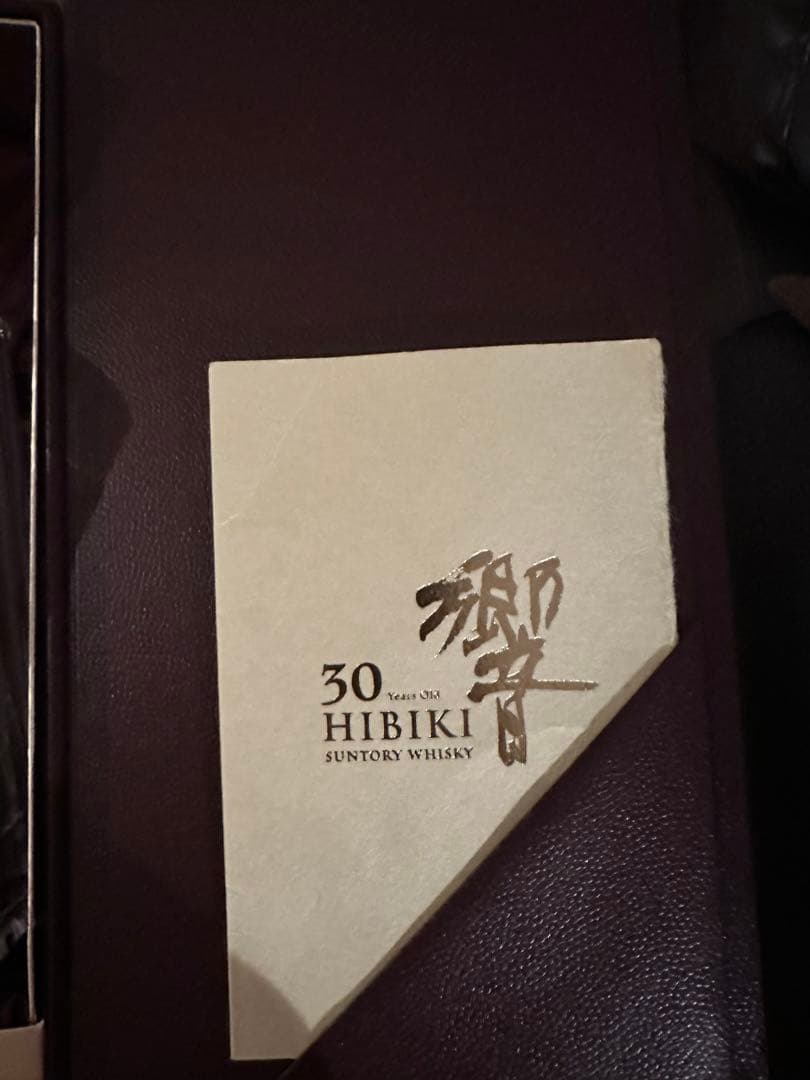 響
30 Years Old
HIBIKI
SUNTORY WHISKY